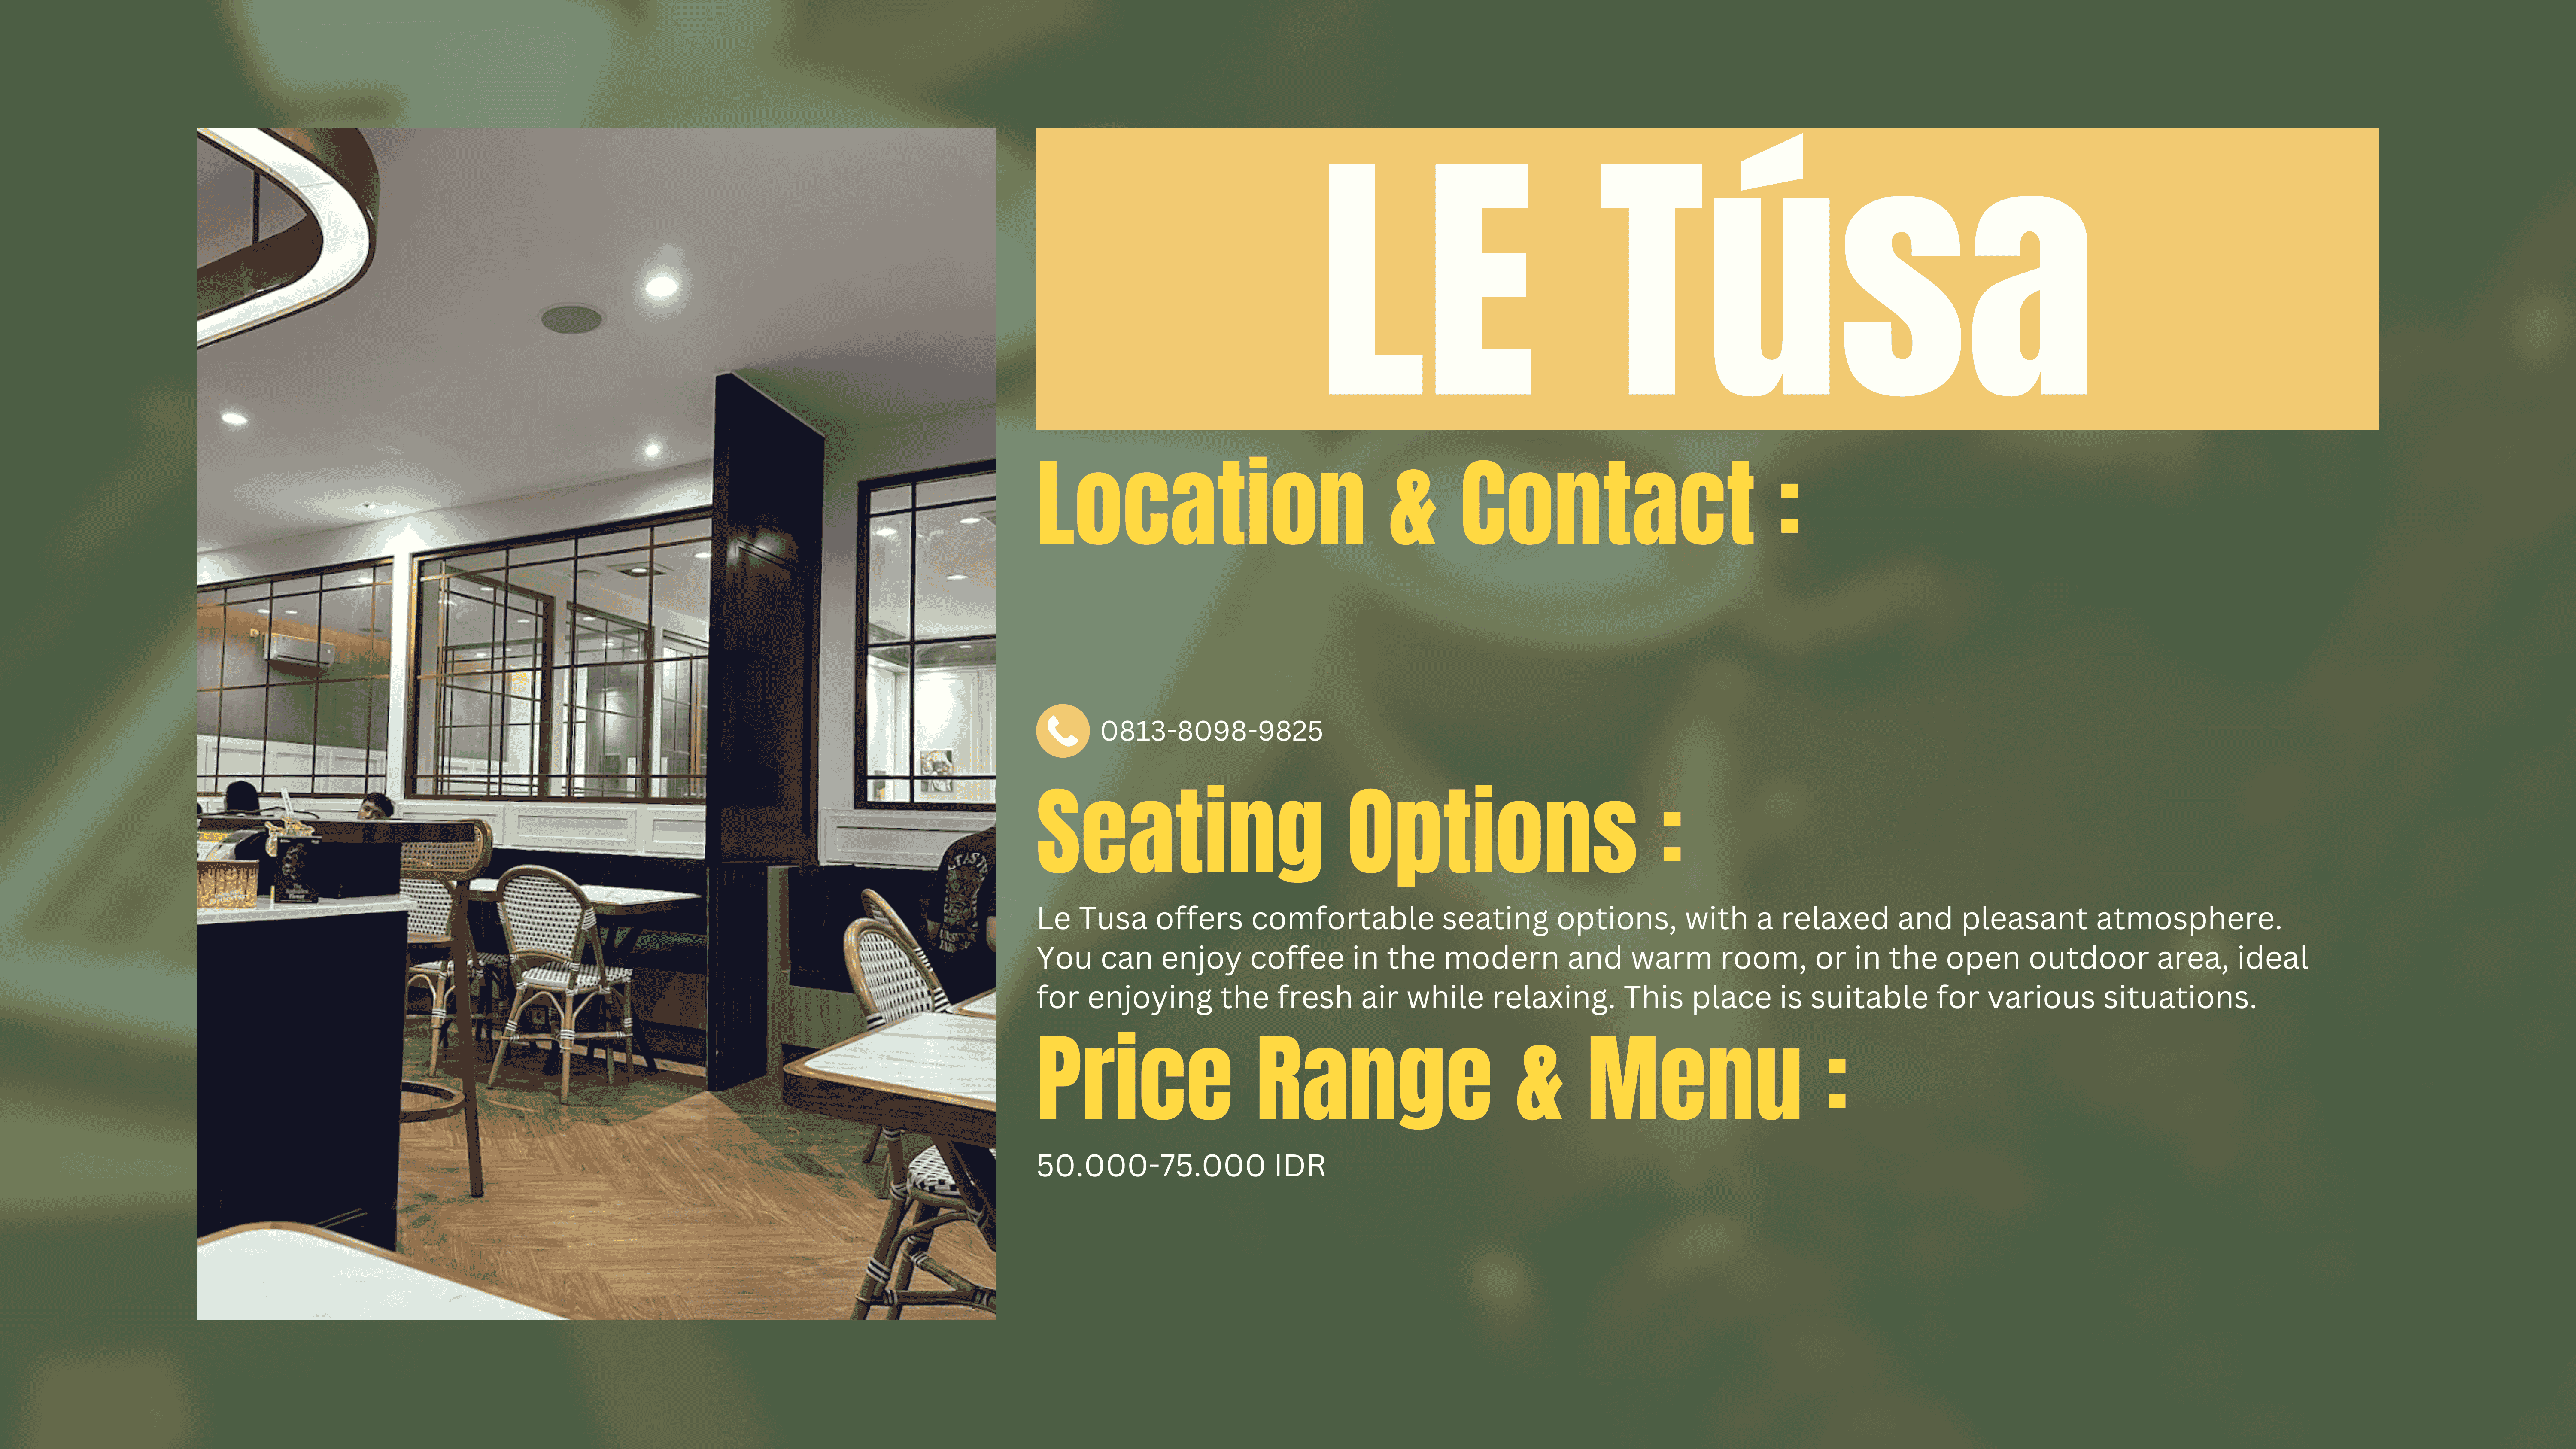 LE Túsa
Location & Contact :
0813-8098-9825
Seating Options :
Le Tusa offers comfortable seating options, with a relaxed and pleasant atmosphere.
You can enjoy coffee in the modern and warm room, or in the open outdoor area, ideal
for enjoying the fresh air while relaxing. This place is suitable for various situations.
Price Range & Menu :
50.000-75.000 IDR